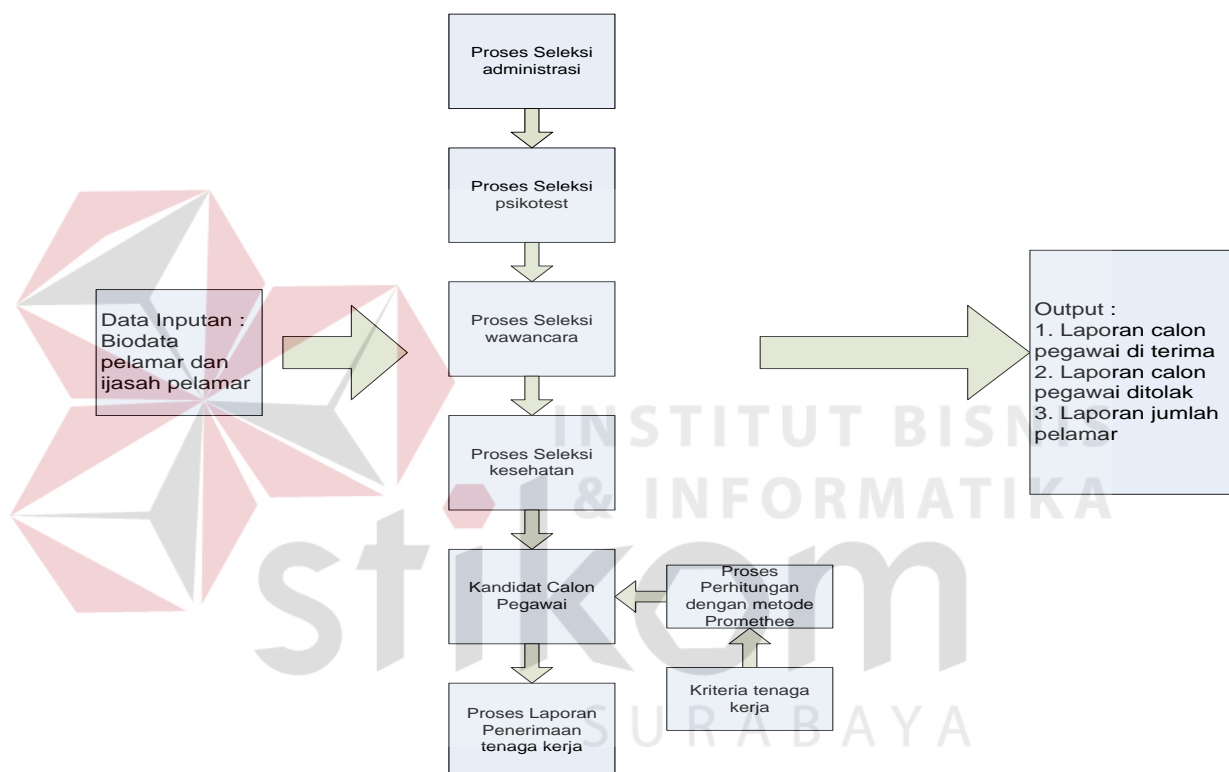 Proses Seleksi
administrasi
Proses Seleksi
psikotest
Proses Seleksi
wawancara
Proses Seleksi
kesehatan
Kandidat Calon
Pegawai
Proses Laporan
Penerimaan
tenaga kerja
Data Inputan :
Biodata
pelamar dan
ijasah pelamar
Proses
Perhitungan
dengan metode
Promethee
Kriteria tenaga
kerja
Output :
1. Laporan calon
pegawai di terima
2. Laporan calon
pegawai ditolak
3. Laporan jumlah
pelamar
INSTITUT BISNIS
& INFORMATIKA
stikom
SURABAYA